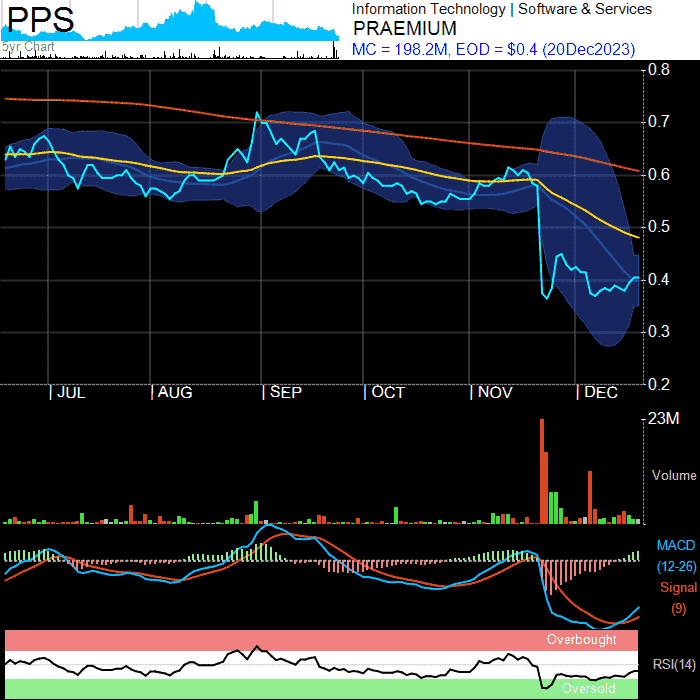 PPS
5yr Chart
Information Technology | Software & Services
PRAEMIUM
MC = 198.2M, EOD = $0.4 (20Dec2023)
0.8
0.7
0.6
0.5
0.4
0.3
0.2
| JUL | AUG | SEP | OCT | NOV | DEC
23M
Volume
MACD
(12-26)
Signal
(9)
Overbought
RSI(14)
Oversold